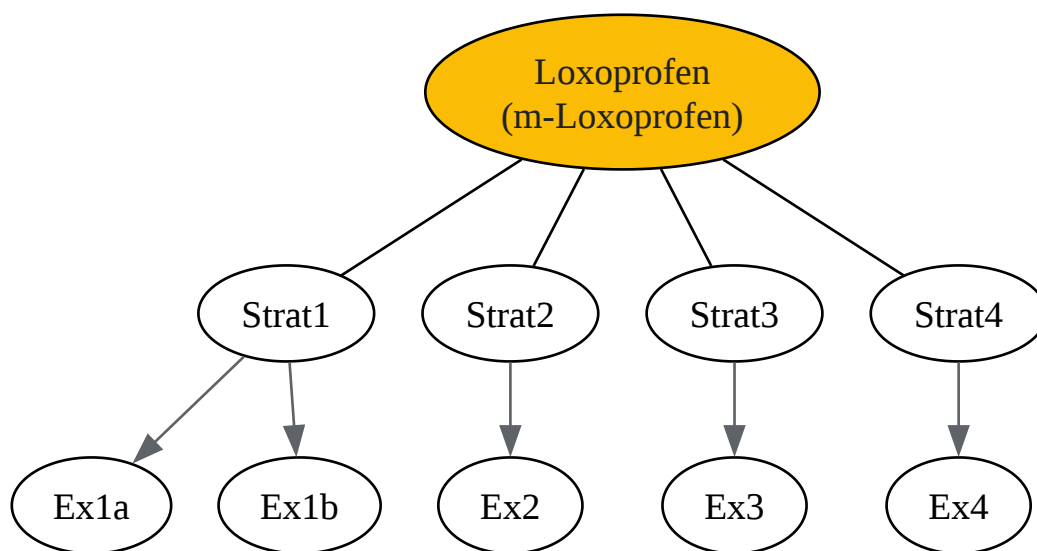 Loxoprofen
(m-Loxoprofen)
Strat1
Strat2
Strat3
Strat4
Ex1a
Ex1b
Ex2
Ex3
Ex4